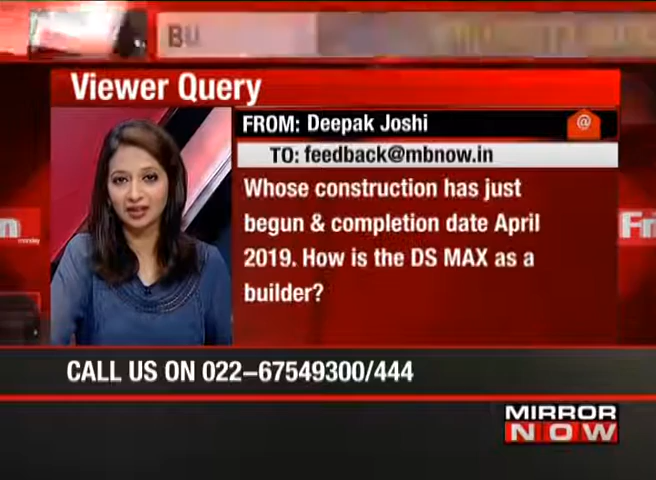 Viewer Query
FROM: Deepak Joshi
@
TO: feedback@mbnow.in
Whose construction has just
begun & completion date April
2019. How is the DS MAX as a
builder?
CALL US ON 022–67549300/444
MIRROR
NOW